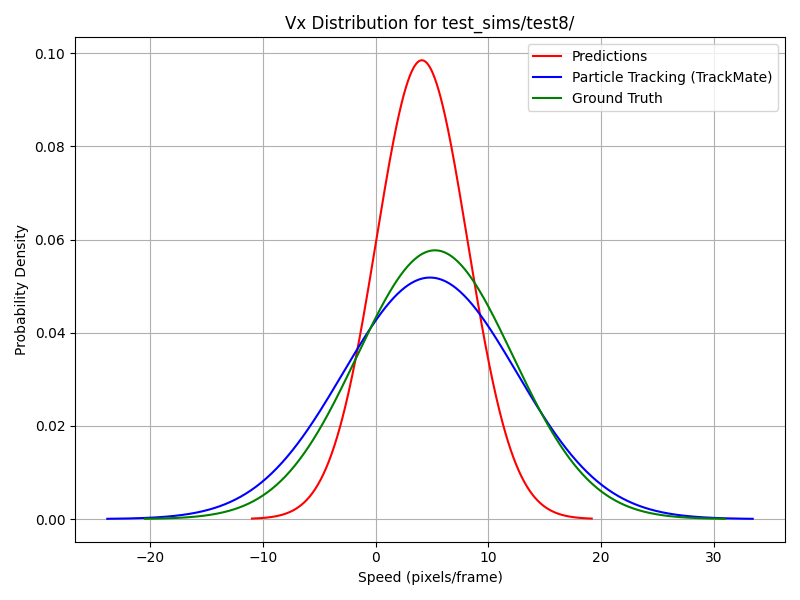 Vx Distribution for test_sims/test8/
Predictions
Particle Tracking (TrackMate)
Ground Truth
Probability Density
0.10
0.08
0.06
0.04
0.02
0.00
−20
−10
0
10
20
30
Speed (pixels/frame)